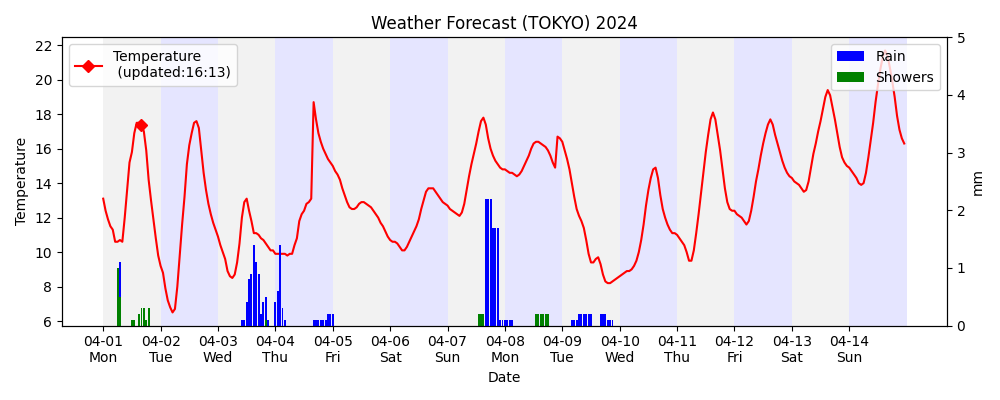 Weather Forecast (TOKYO) 2024
Temperature
(updated:16:13)
Rain
Showers
Temperature
22
20
18
16
14
12
10
8
6
5
4
3
2
1
0
mm
04-01 04-02 04-03 04-04 04-05 04-06 04-07 04-08 04-09 04-10 04-11 04-12 04-13 04-14
Mon Tue Wed Thu Fri Sat Sun Mon Tue Wed Thu Fri Sat Sun
Date